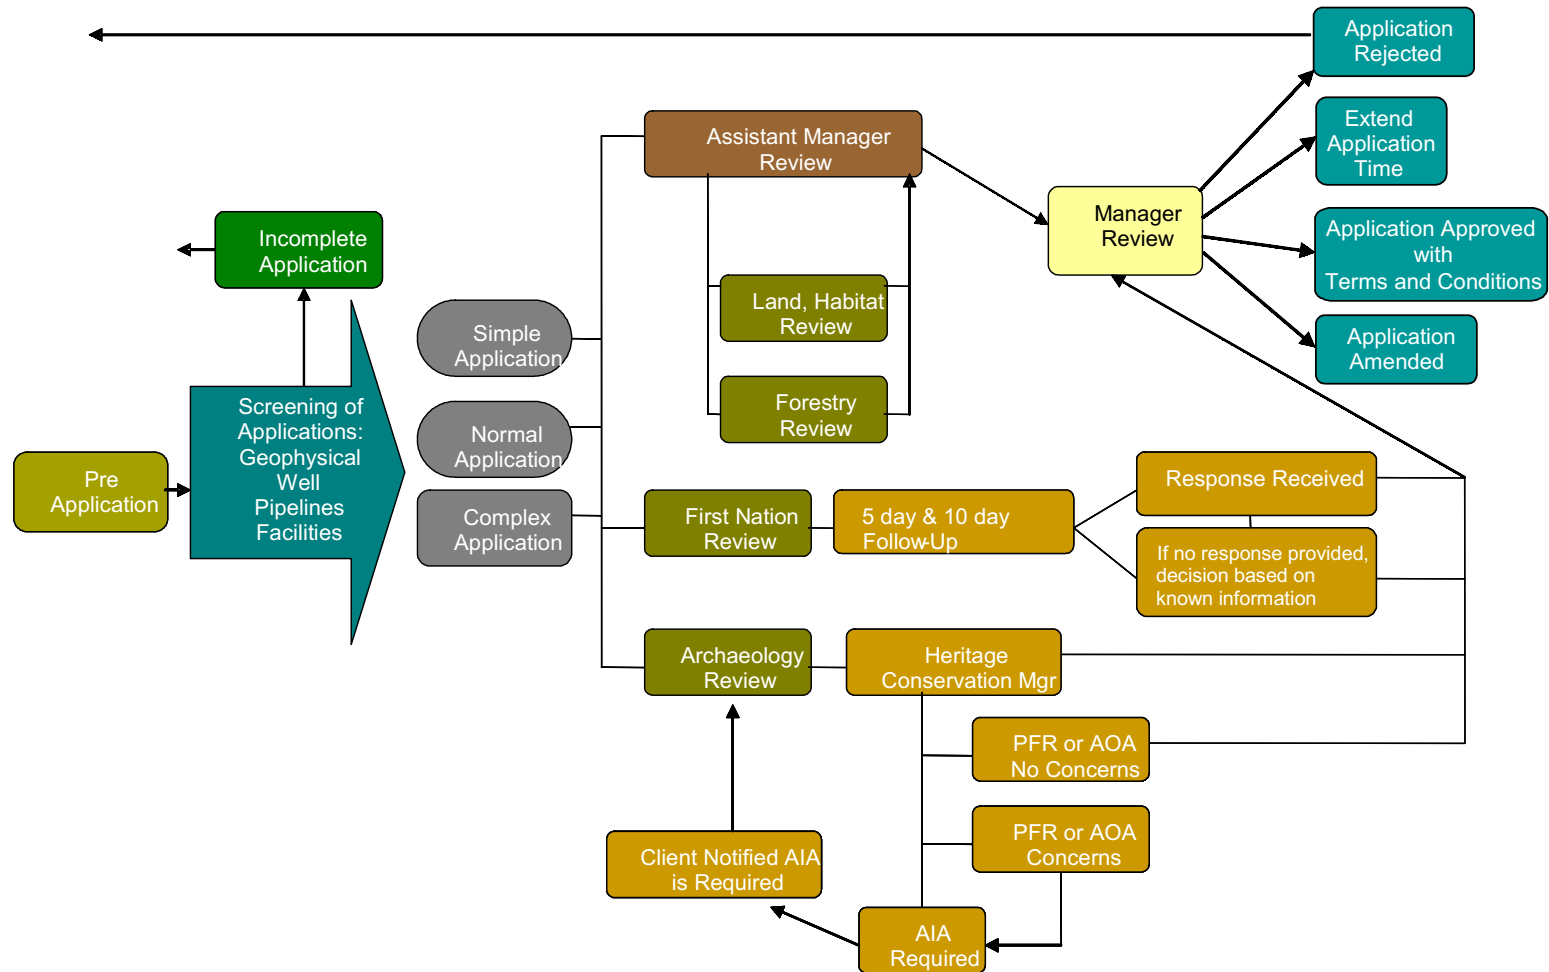 Application
Rejected
Extend
Application
Time
Assistant Manager
Review
Manager
Review
Incomplete
Application
Application Approved
with
Terms and Conditions
Land, Habitat
Review
Simple
Application
Application
Amended
Forestry
Review
Screening of
Applications:
Geophysical
Well
Pipelines
Facilities
Normal
Application
Pre
Application
Complex
Application
First Nation
Review
5 day & 10 day
Follow-Up
Response Received
If no response provided,
decision based on
known information
Archaeology
Review
Heritage
Conservation Mgr
PFR or AOA
No Concerns
PFR or AOA
Concerns
Client Notified AIA
is Required
AIA
Required